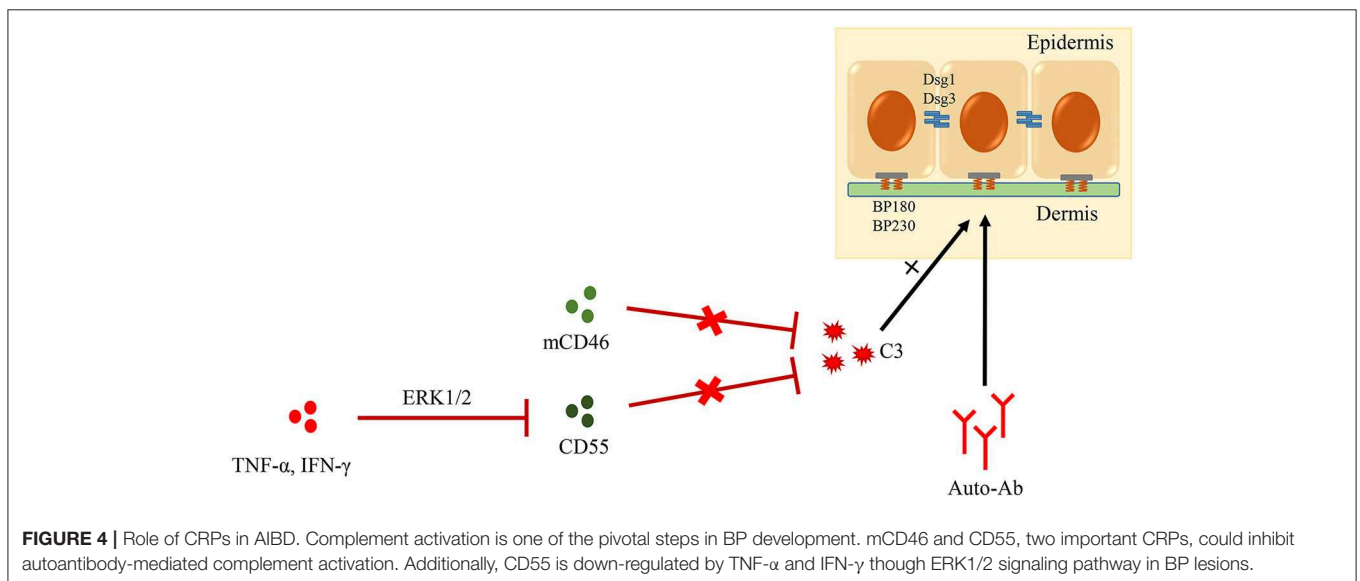 Epidermis
Dsg1
Dsg3
BP180
BP230
Dermis
mCD46
C3
ERK1/2
TNF-α, IFN-γ
CD55
Auto-Ab
FIGURE 4 | Role of CRPs in AIBD. Complement activation is one of the pivotal steps in BP development. mCD46 and CD55, two important CRPs, could inhibit
autoantibody-mediated complement activation. Additionally, CD55 is down-regulated by TNF-α and IFN-γ though ERK1/2 signaling pathway in BP lesions.